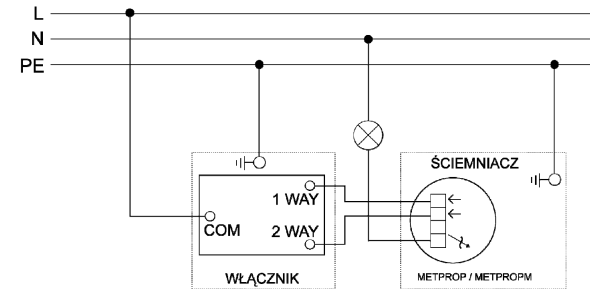 L
N
PE
ŚCIEMNIACZ
1 WAY
COM
2 WAY
WŁĄCZNIK
METPROP / METPROPM